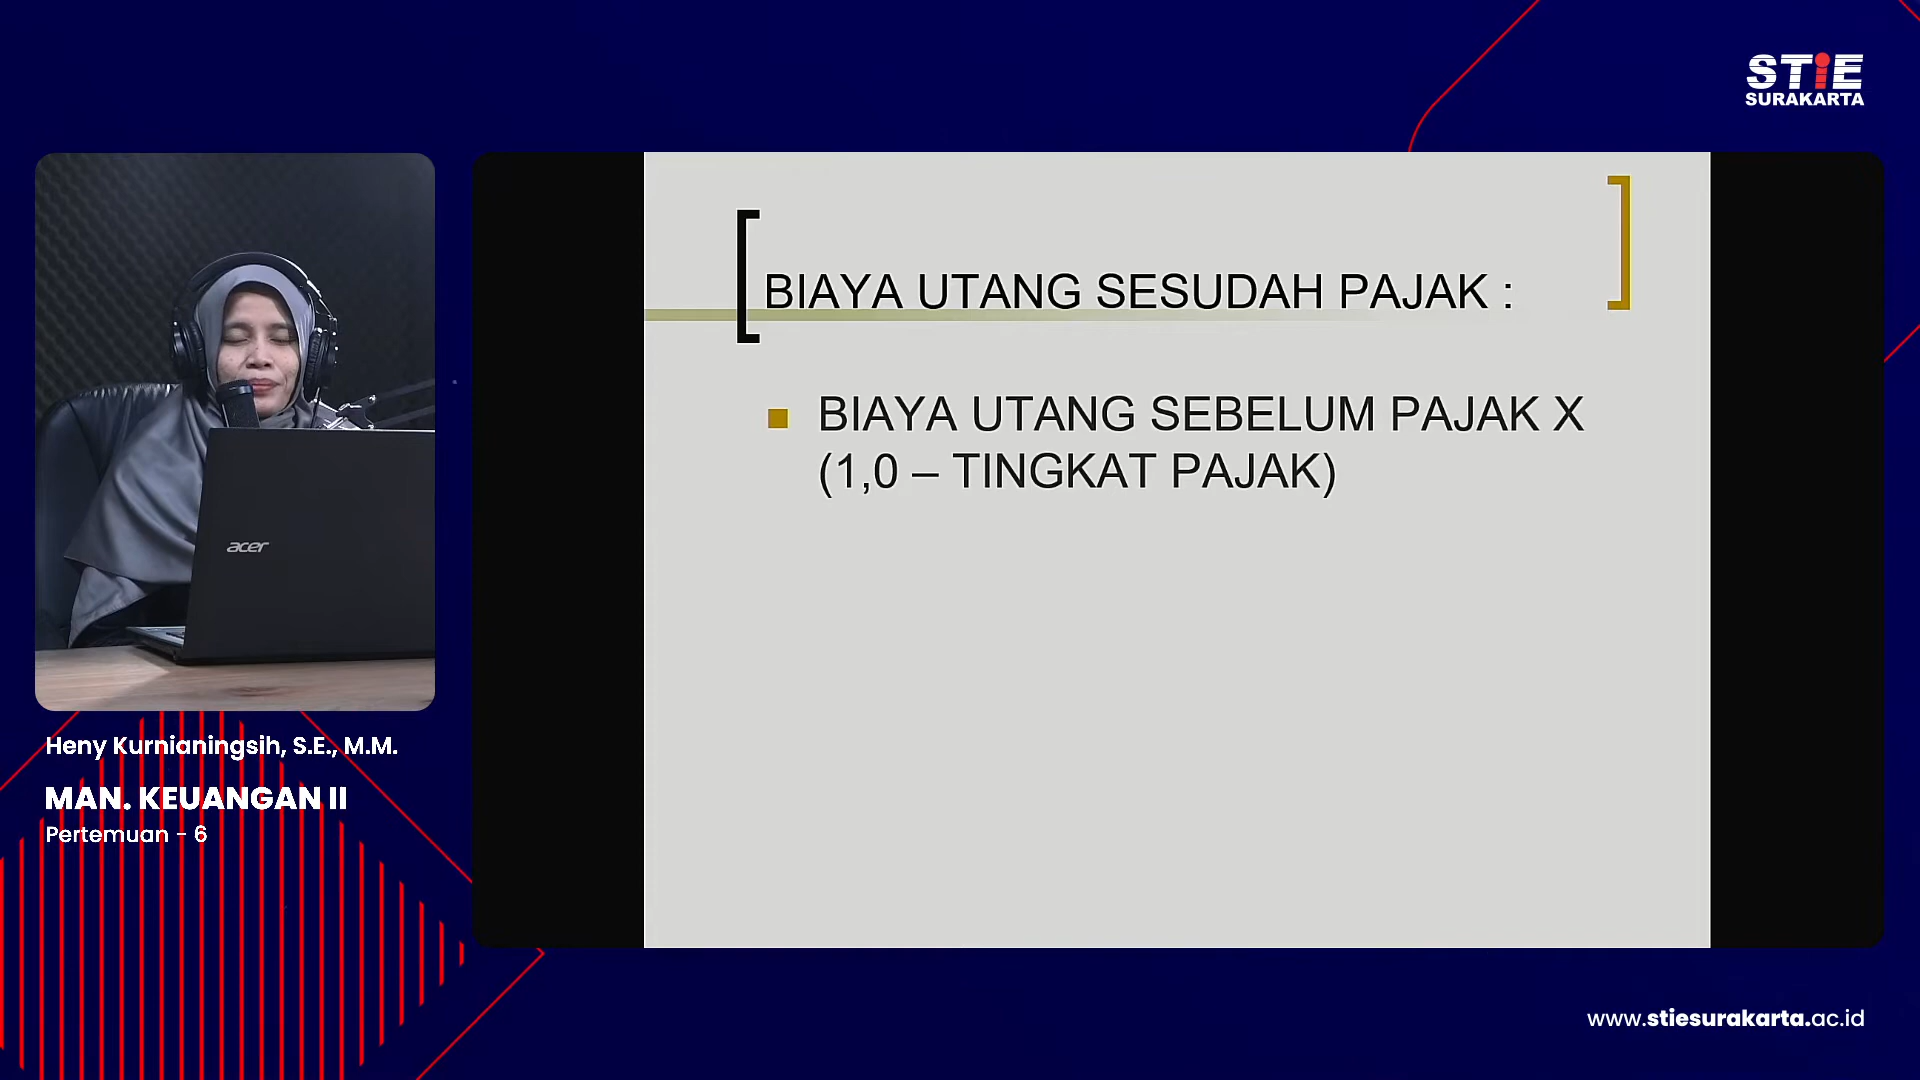 STiE
SURAKARTA
BIAYA UTANG SESUDAH PAJAK :
BIAYA UTANG SEBELUM PAJAK X
(1,0 – TINGKAT PAJAK)
acer
Heny Kurnianingsih, S.E., M.M.
MAN. KEUANGAN II
Pertemuan - 6
www.stiesurakarta.ac.id